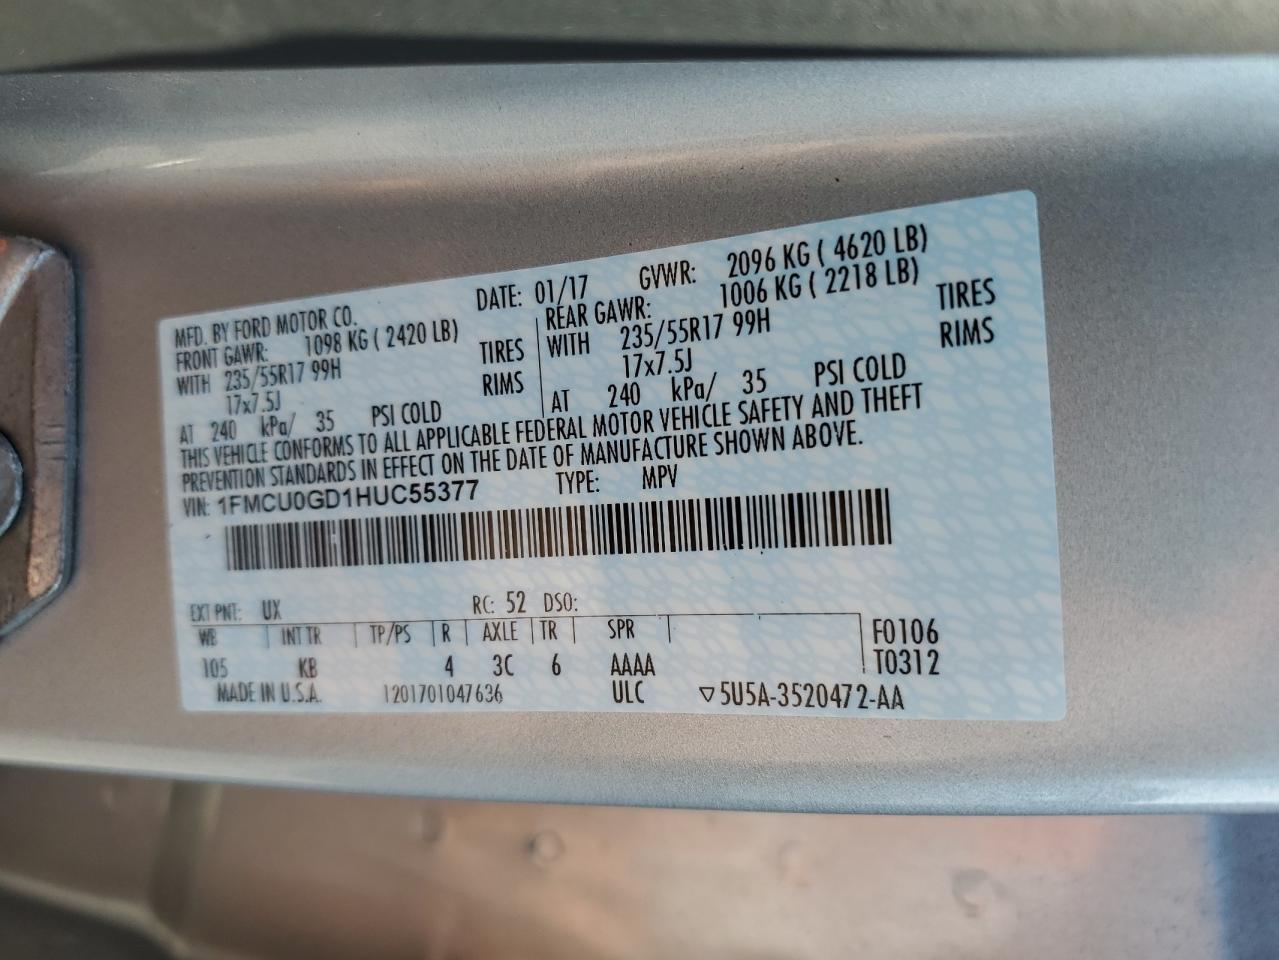 MFD. BY FORD MOTOR CO. DATE: 01/17 GVWR: 2096 KG ( 4620 LB)
FRONT GAWR: 1098 KG ( 2420 LB) REAR GAWR: 1006 KG ( 2218 LB)
WITH 235/55R17 99H TIRES WITH 235/55R17 99H TIRES
17x7.5J RIMS 17x7.5J RIMS
AT 240 kPa/ 35 PSI COLD AT 240 kPa/ 35 PSI COLD
THIS VEHICLE CONFORMS TO ALL APPLICABLE FEDERAL MOTOR VEHICLE SAFETY AND THEFT
PREVENTION STANDARDS IN EFFECT ON THE DATE OF MANUFACTURE SHOWN ABOVE.
VIN: 1FMCU0GD1HUC55377 TYPE: MPV
EXT PNT: UX RC: 52 DSO:
WB INT TR TP/PS R AXLE TR SPR F0106
105 KB 4 3C 6 AAAA T0312
MADE IN U.S.A. 1201701047636 ULC ▽5U5A-3520472-AA